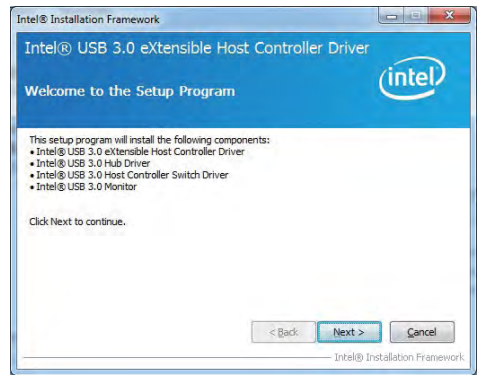 Intel® Installation Framework
Intel® USB 3.0 eXtensible Host Controller Driver
Welcome to the Setup Program
intel
This setup program will install the following components:
• Intel® USB 3.0 eXtensible Host Controller Driver
• Intel® USB 3.0 Hub Driver
• Intel® USB 3.0 Host Controller Switch Driver
• Intel® USB 3.0 Monitor
Click Next to continue.
< Back Next > Cancel
Intel® Installation Framework